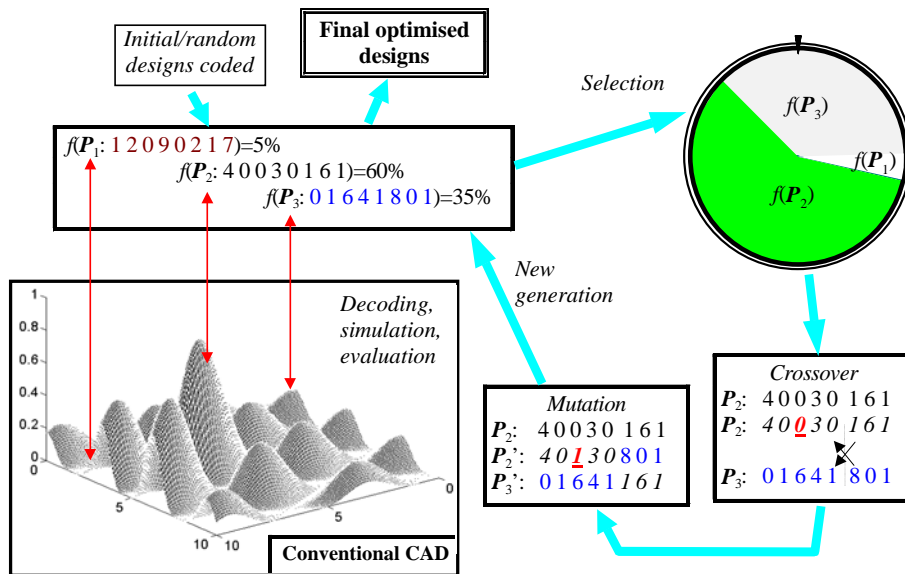 Initial/random
designs coded
Final optimised
designs
Selection
f(P1: 1 2 0 9 0 2 1 7)=5%
f(P2: 4 0 0 3 0 1 6 1)=60%
f(P3: 0 1 6 4 1 8 0 1)=35%
f(P3)
f(P1)
f(P2)
New
generation
Decoding,
simulation,
evaluation
1
0.8
0.6
0.4
0.2
0
0
5
5
10
10
0
Conventional CAD
Mutation
P2: 4 0 0 3 0 1 6 1
P2': 4 0 1 3 0 8 0 1
P3': 0 1 6 4 1 1 6 1
Crossover
P2: 4 0 0 3 0 1 6 1
P2: 4 0 0 3 0 1 6 1
P3: 0 1 6 4 1 8 0 1